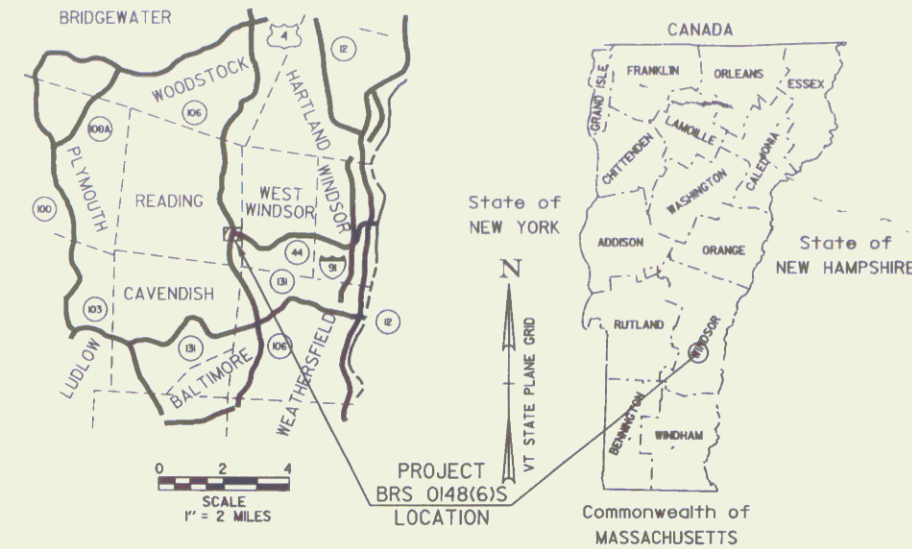 BRIDGEWATER
4
12
WOODSTOCK
106
HARTLAND
100A
PLYMOUTH
READING
WEST
WINDSOR
WINDSOR
100
44
91
131
CAVENDISH
103
12
LUDLOW
131
BALTIMORE
106
WEATHERSFIELD
0 2 4
SCALE
1" = 2 MILES
N
VT STATE PLANE GRID
PROJECT
BRS 0148(6)S
LOCATION
CANADA
GRAND ISLE
FRANKLIN
ORLEANS
ESSEX
LAMOILLE
CHITTENDEN
CALEDONIA
WASHINGTON
State of
NEW YORK
ADDISON
ORANGE
State of
NEW HAMPSHIRE
RUTLAND
WINDSOR
BENNINGTON
WINDHAM
Commonwealth of
MASSACHUSETTS